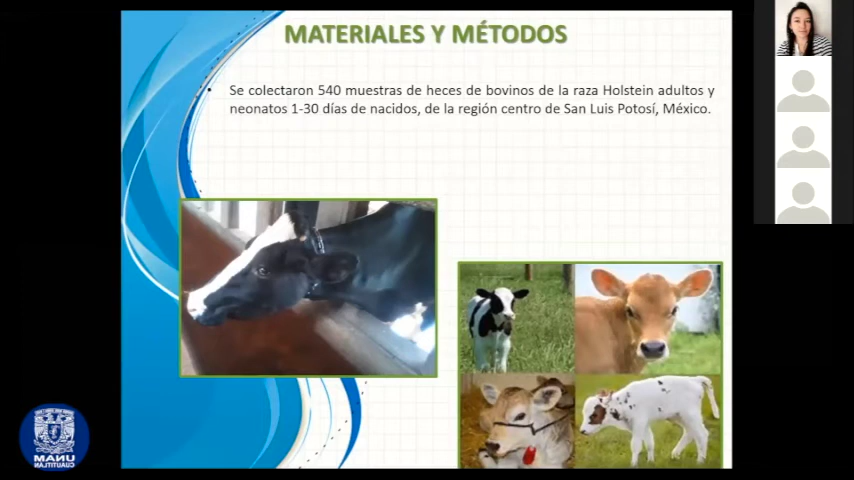 MATERIALES Y MÉTODOS
• Se colectaron 540 muestras de heces de bovinos de la raza Holstein adultos y
neonatos 1-30 días de nacidos, de la región centro de San Luis Potosí, México.
UNAM
CUAUTITLÁN